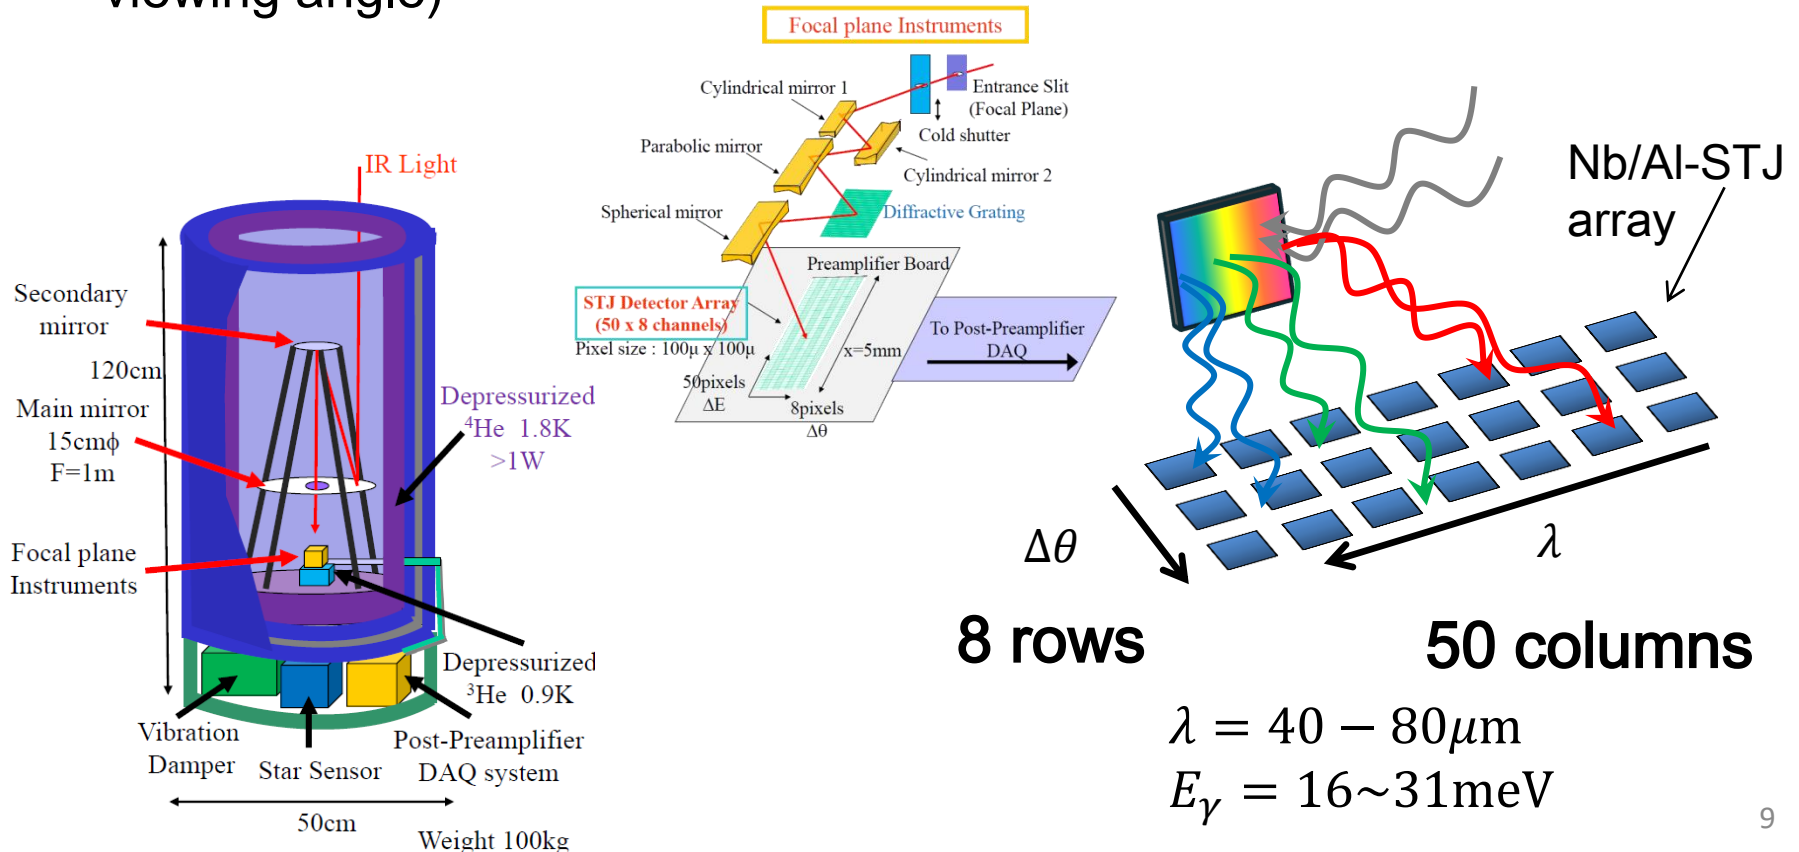 viewing angle)
Focal plane Instruments
Cylindrical mirror 1
Entrance Slit
(Focal Plane)
Cold shutter
Parabolic mirror
Cylindrical mirror 2
Spherical mirror
Diffractive Grating
Preamplifier Board
STJ Detector Array
(50 x 8 channels)
Pixel size : 100μ x 100μ
x=5mm
To Post-Preamplifier
DAQ
50pixels
ΔE
8pixels
Δθ
IR Light
Secondary
mirror
120cm
Main mirror
15cmϕ
F=1m
Depressurized
⁴He 1.8K
>1W
Focal plane
Instruments
Depressurized
³He 0.9K
Vibration
Damper
Star Sensor
Post-Preamplifier
DAQ system
50cm
Weight 100kg
Nb/Al-STJ
array
Δθ
λ
8 rows
50 columns
λ = 40 − 80μm
Eγ = 16~31meV
9